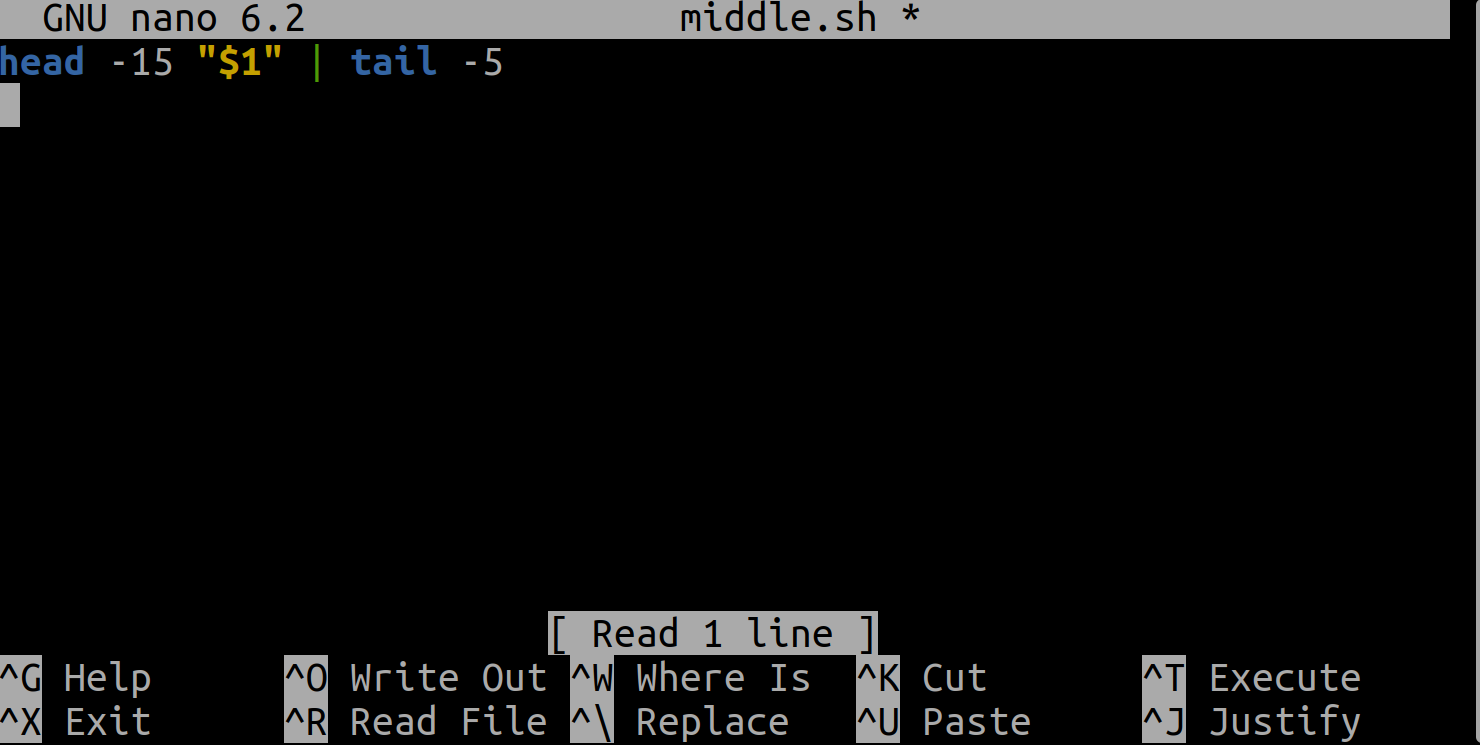 GNU nano 6.2 middle.sh *
head -15 "$1" | tail -5
[ Read 1 line ]
^G Help ^O Write Out ^W Where Is ^K Cut ^T Execute
^X Exit ^R Read File ^\ Replace ^U Paste ^J Justify